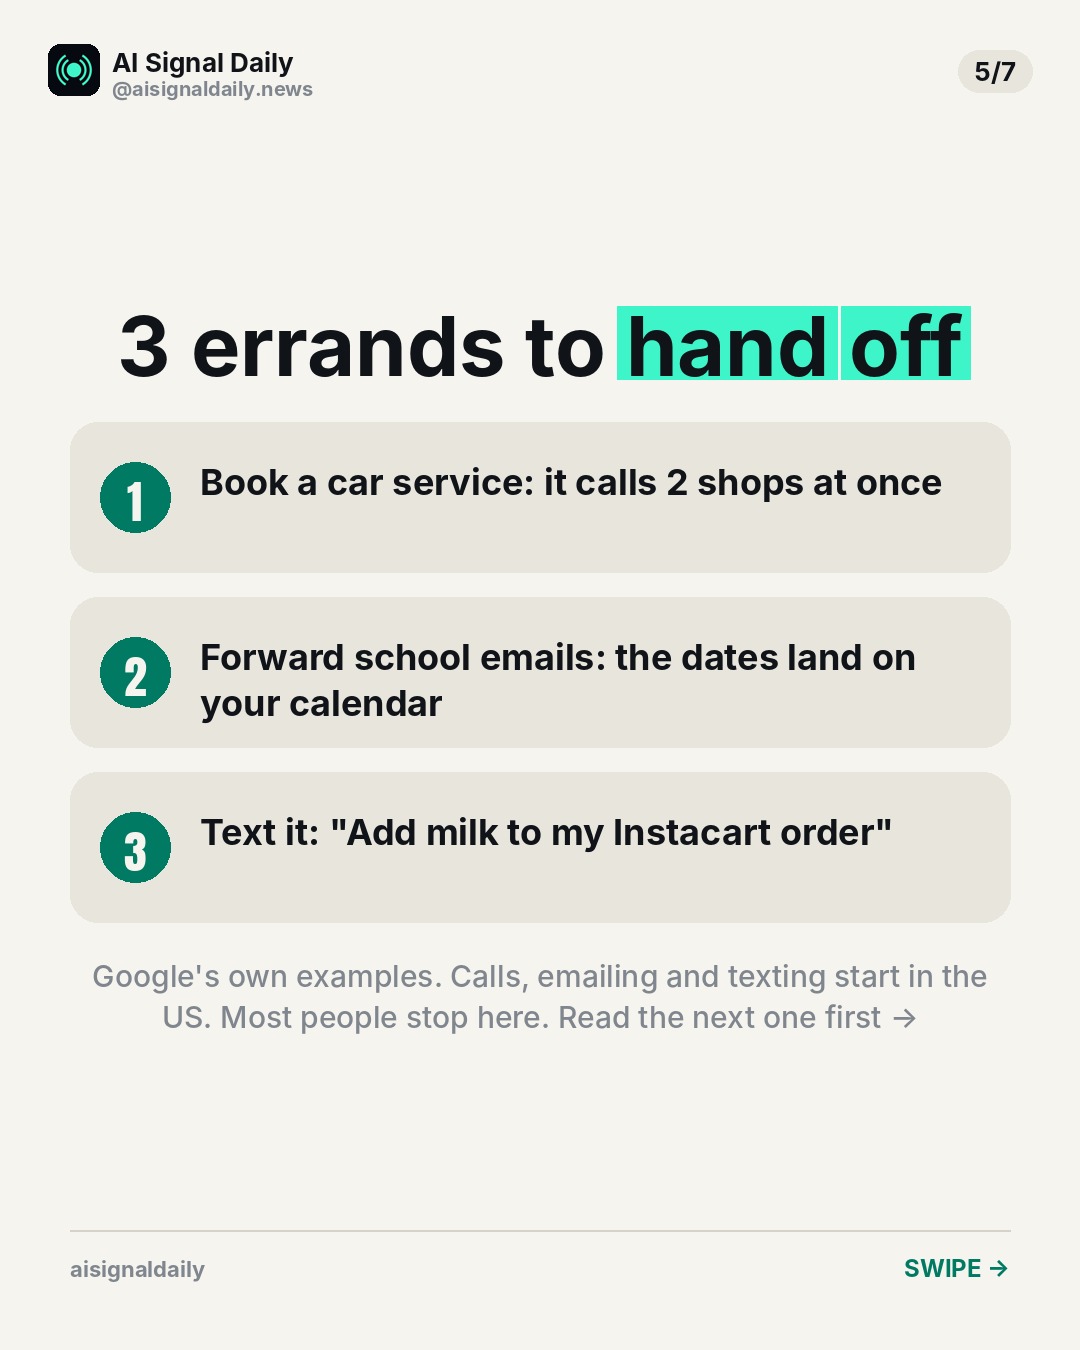 AI Signal Daily
@aisignaldaily.news
5/7
3 errands to hand off
1
Book a car service: it calls 2 shops at once
2
Forward school emails: the dates land on
your calendar
3
Text it: "Add milk to my Instacart order"
Google's own examples. Calls, emailing and texting start in the
US. Most people stop here. Read the next one first →
aisignaldaily
SWIPE →